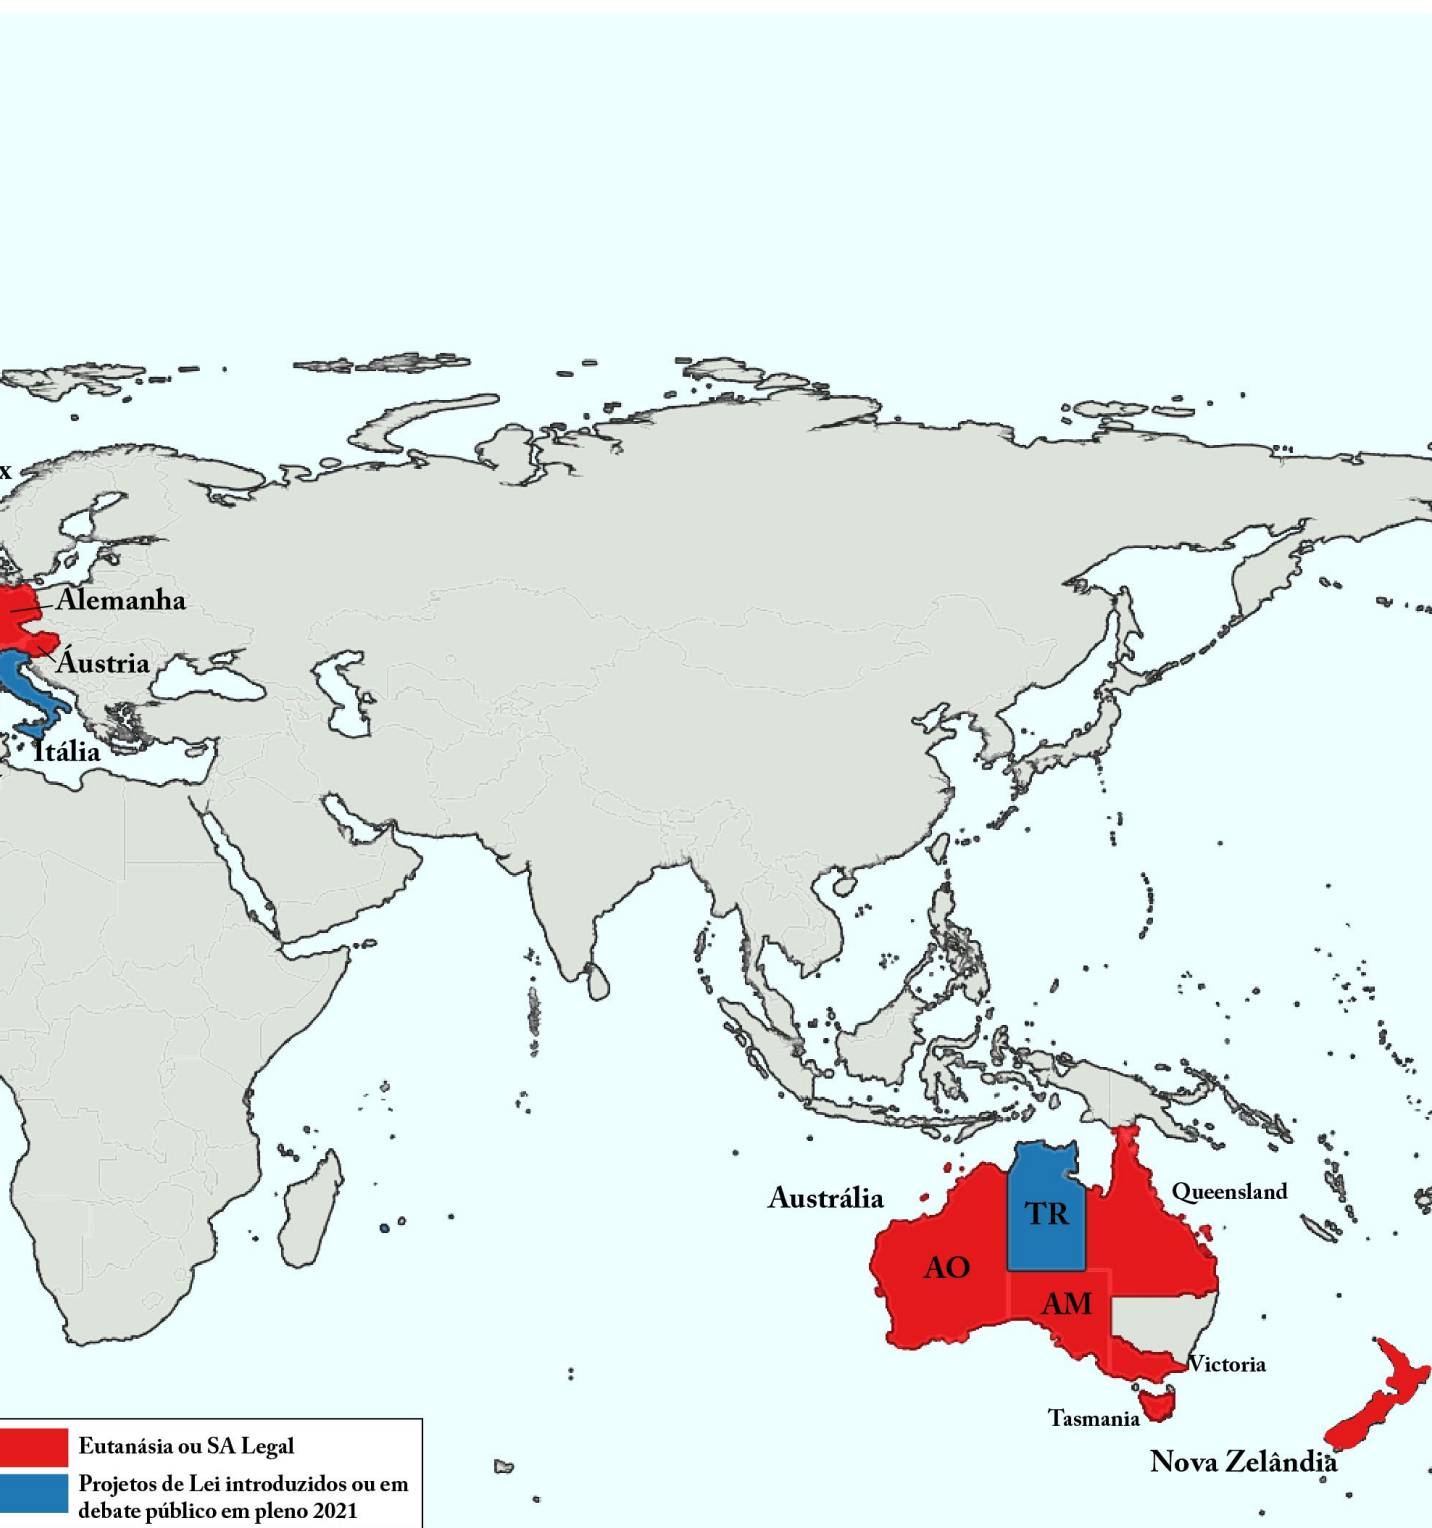 x
Alemanha
Áustria
Itália
Austrália
Queensland
TR
AO
AM
Victoria
Tasmania
Nova Zelândia
Eutanásia ou SA Legal
Projetos de Lei introduzidos ou em
debate público em pleno 2021